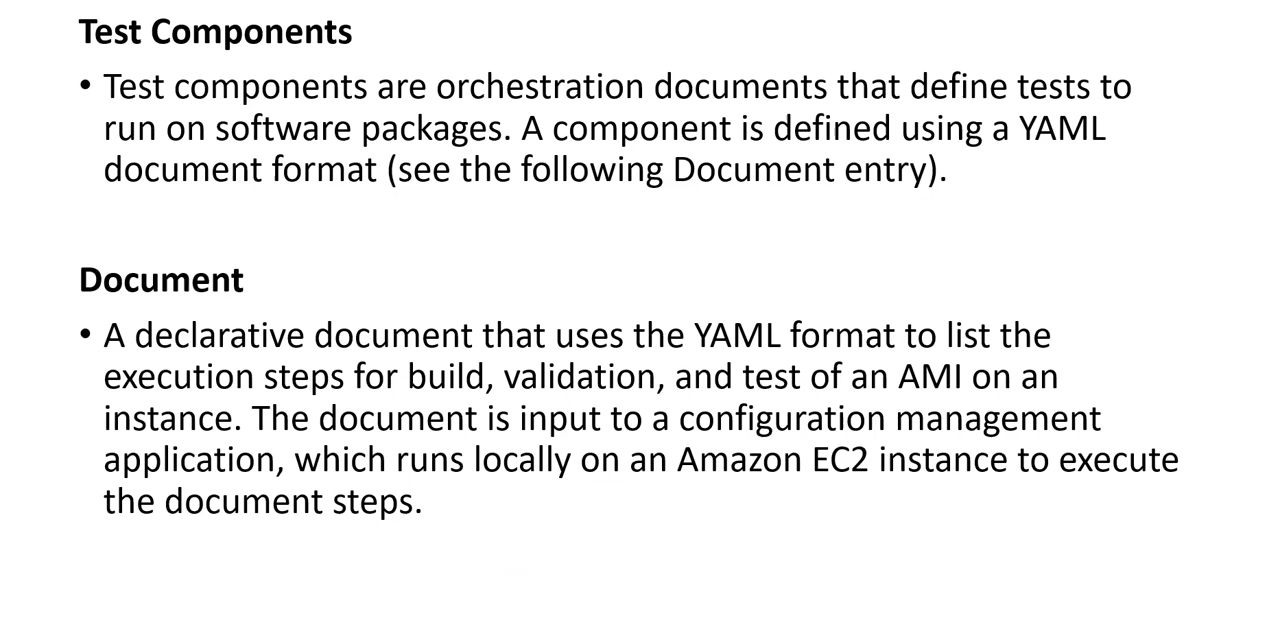 Test Components
• Test components are orchestration documents that define tests to
run on software packages. A component is defined using a YAML
document format (see the following Document entry).
Document
• A declarative document that uses the YAML format to list the
execution steps for build, validation, and test of an AMI on an
instance. The document is input to a configuration management
application, which runs locally on an Amazon EC2 instance to execute
the document steps.